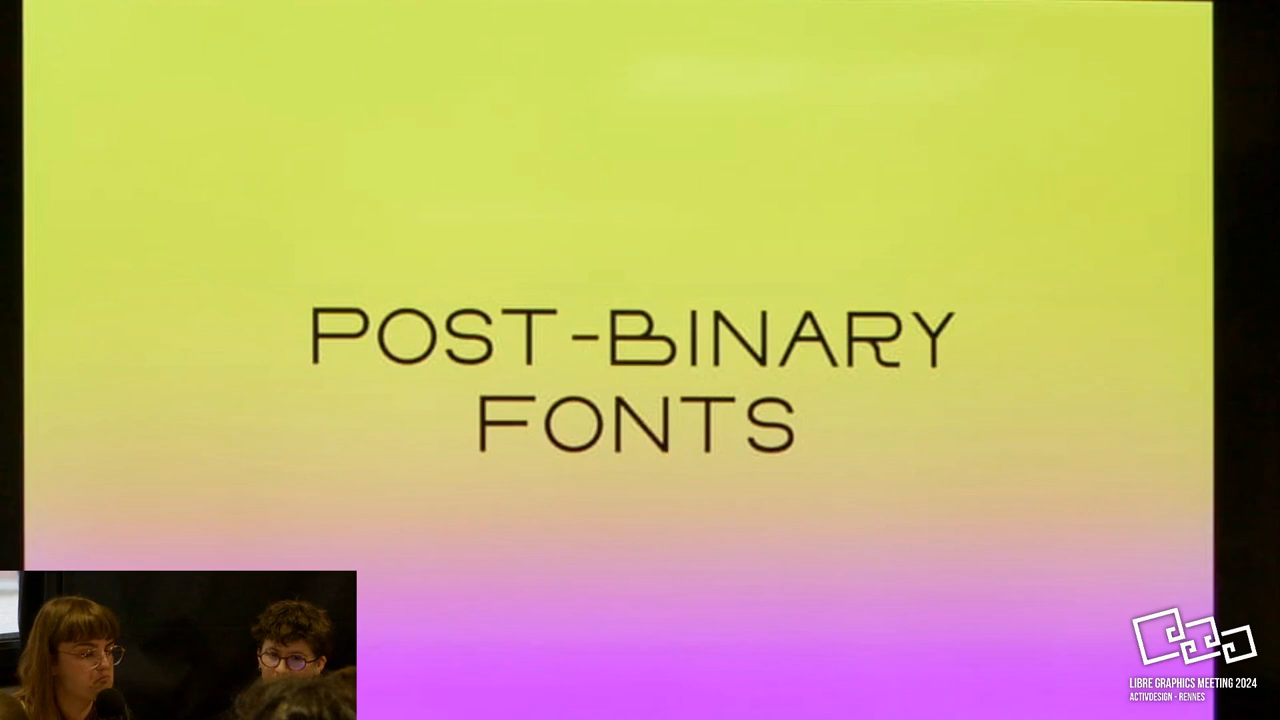 POST-BINARY
FONTS
LIBRE GRAPHICS MEETING 2024
ACTIVDESIGN - RENNES